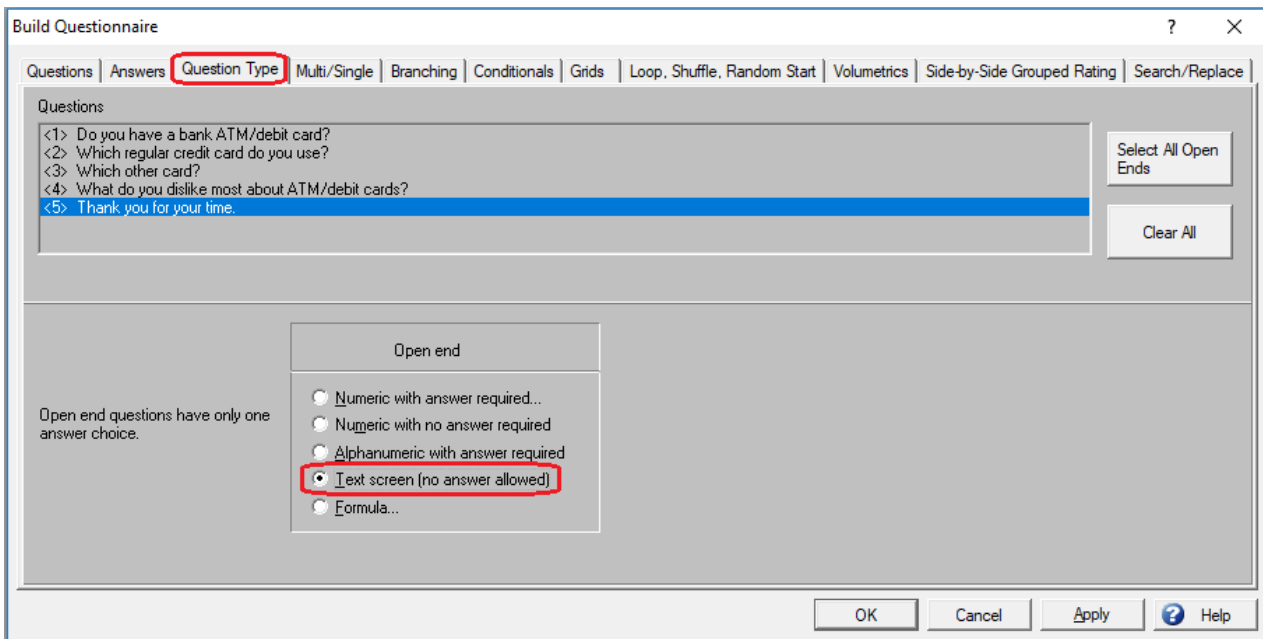 Build Questionnaire
? X
Questions Answers Question Type Multi/Single Branching Conditionals Grids Loop, Shuffle, Random Start Volumetrics Side-by-Side Grouped Rating Search/Replace
Questions
<1> Do you have a bank ATM/debit card?
<2> Which regular credit card do you use?
<3> Which other card?
<4> What do you dislike most about ATM/debit cards?
<5> Thank you for your time.
Select All Open
Ends
Clear All
Open end
Open end questions have only one
answer choice.
Numeric with answer required...
Numeric with no answer required
Alphanumeric with answer required
Text screen (no answer allowed)
Formula...
OK Cancel Apply ? Help